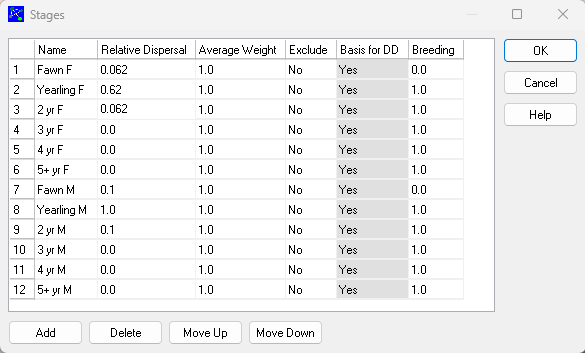 Stages
Name Relative Dispersal Average Weight Exclude Basis for DD Breeding
1 Fawn F 0.062 1.0 No Yes 0.0
2 Yearling F 0.62 1.0 No Yes 1.0
3 2 yr F 0.062 1.0 No Yes 1.0
4 3 yr F 0.0 1.0 No Yes 1.0
5 4 yr F 0.0 1.0 No Yes 1.0
6 5+ yr F 0.0 1.0 No Yes 1.0
7 Fawn M 0.1 1.0 No Yes 0.0
8 Yearling M 1.0 1.0 No Yes 1.0
9 2 yr M 0.1 1.0 No Yes 1.0
10 3 yr M 0.0 1.0 No Yes 1.0
11 4 yr M 0.0 1.0 No Yes 1.0
12 5+ yr M 0.0 1.0 No Yes 1.0
OK
Cancel
Help
Add Delete Move Up Move Down